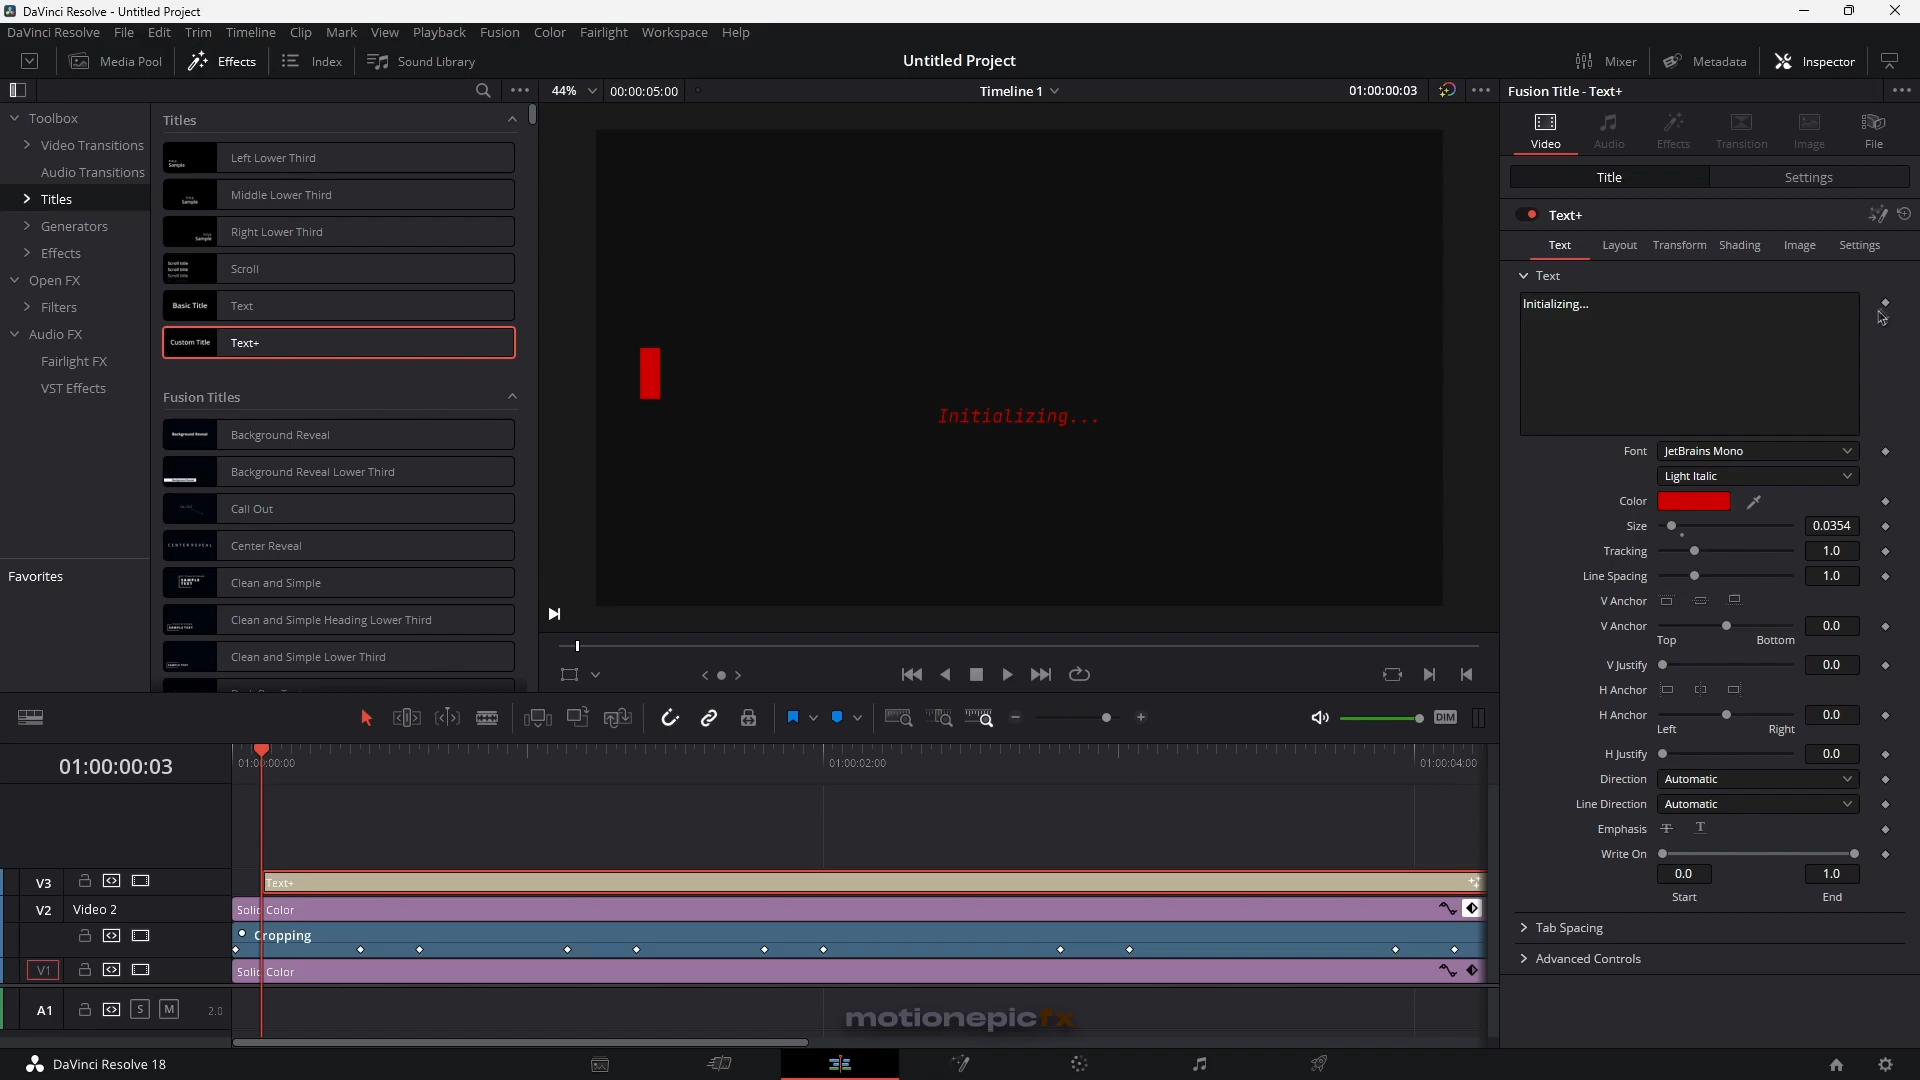 DaVinci Resolve - Untitled Project
DaVinci Resolve File Edit Trim Timeline Clip Mark View Playback Fusion Color Fairlight Workspace Help
Media Pool Effects Index Sound Library
Untitled Project
Mixer Metadata Inspector
44% 00:00:05:00
Timeline 1
01:00:00:03
Fusion Title - Text+
Toolbox
Video Transitions
Audio Transitions
Titles
Generators
Effects
Open FX
Filters
Audio FX
Fairlight FX
VST Effects
Favorites
Titles
Left Lower Third
Middle Lower Third
Right Lower Third
Scroll
Basic Title Text
Custom Title Text+
Fusion Titles
Background Reveal
Background Reveal Lower Third
Call Out
Center Reveal
Clean and Simple
Clean and Simple Heading Lower Third
Clean and Simple Lower Third
Initializing...
Video Audio Effects Transition Image File
Title Settings
Text+
Text Layout Transform Shading Image Settings
Text
Initializing...
Font JetBrains Mono
Light Italic
Color
Size 0.0354
Tracking 1.0
Line Spacing 1.0
V Anchor
V Anchor 0.0
Top Bottom
V Justify 0.0
H Anchor
H Anchor 0.0
Left Right
H Justify 0.0
Direction Automatic
Line Direction Automatic
Emphasis T T
Write On
0.0 1.0
Start End
Tab Spacing
Advanced Controls
DIM
01:00:00:03
01:00:00:00 01:00:02:00 01:00:04:00
V3 Text+
V2 Video 2 Solid Color
Cropping
V1 Solid Color
A1 S M 2.0
motionepicfx
DaVinci Resolve 18